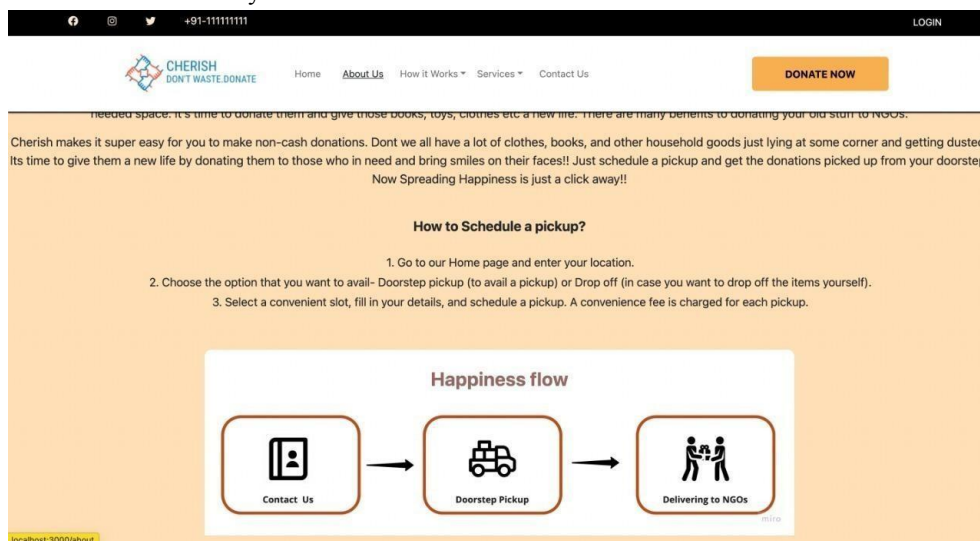 +91-111111111
LOGIN
CHERISH
DON'T WASTE.DONATE
Home About Us How it Works Services Contact Us
DONATE NOW
needed space. It's time to donate them and give those books, toys, clothes etc a new life. There are many benefits to donating your old stuff to NGOs.
Cherish makes it super easy for you to make non-cash donations. Dont we all have a lot of clothes, books, and other household goods just lying at some corner and getting dusted
Its time to give them a new life by donating them to those who in need and bring smiles on their faces!! Just schedule a pickup and get the donations picked up from your doorstep
Now Spreading Happiness is just a click away!!
How to Schedule a pickup?
1. Go to our Home page and enter your location.
2. Choose the option that you want to avail- Doorstep pickup (to avail a pickup) or Drop off (in case you want to drop off the items yourself).
3. Select a convenient slot, fill in your details, and schedule a pickup. A convenience fee is charged for each pickup.
Happiness flow
Contact Us
Doorstep Pickup
Delivering to NGOs
miro
localhost:3000/about